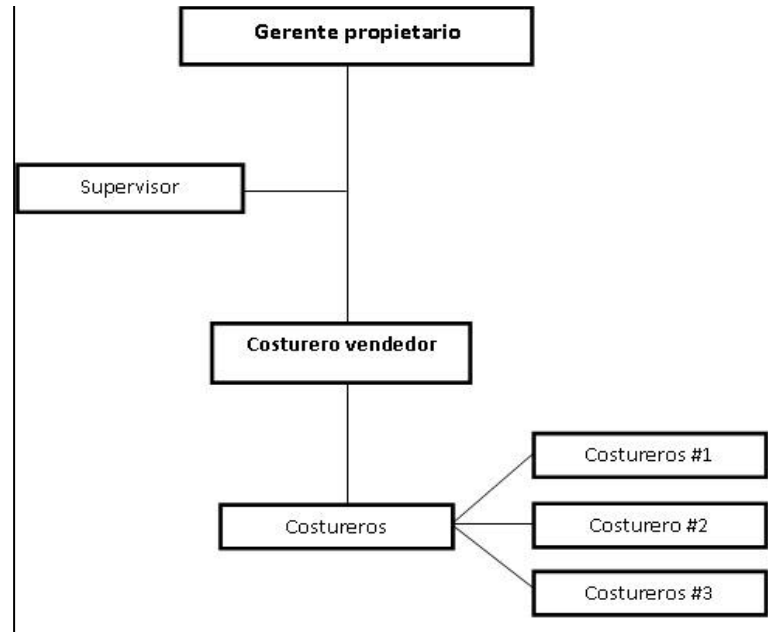 Gerente propietario
Supervisor
Costurero vendedor
Costureros #1
Costureros
Costurero #2
Costureros #3